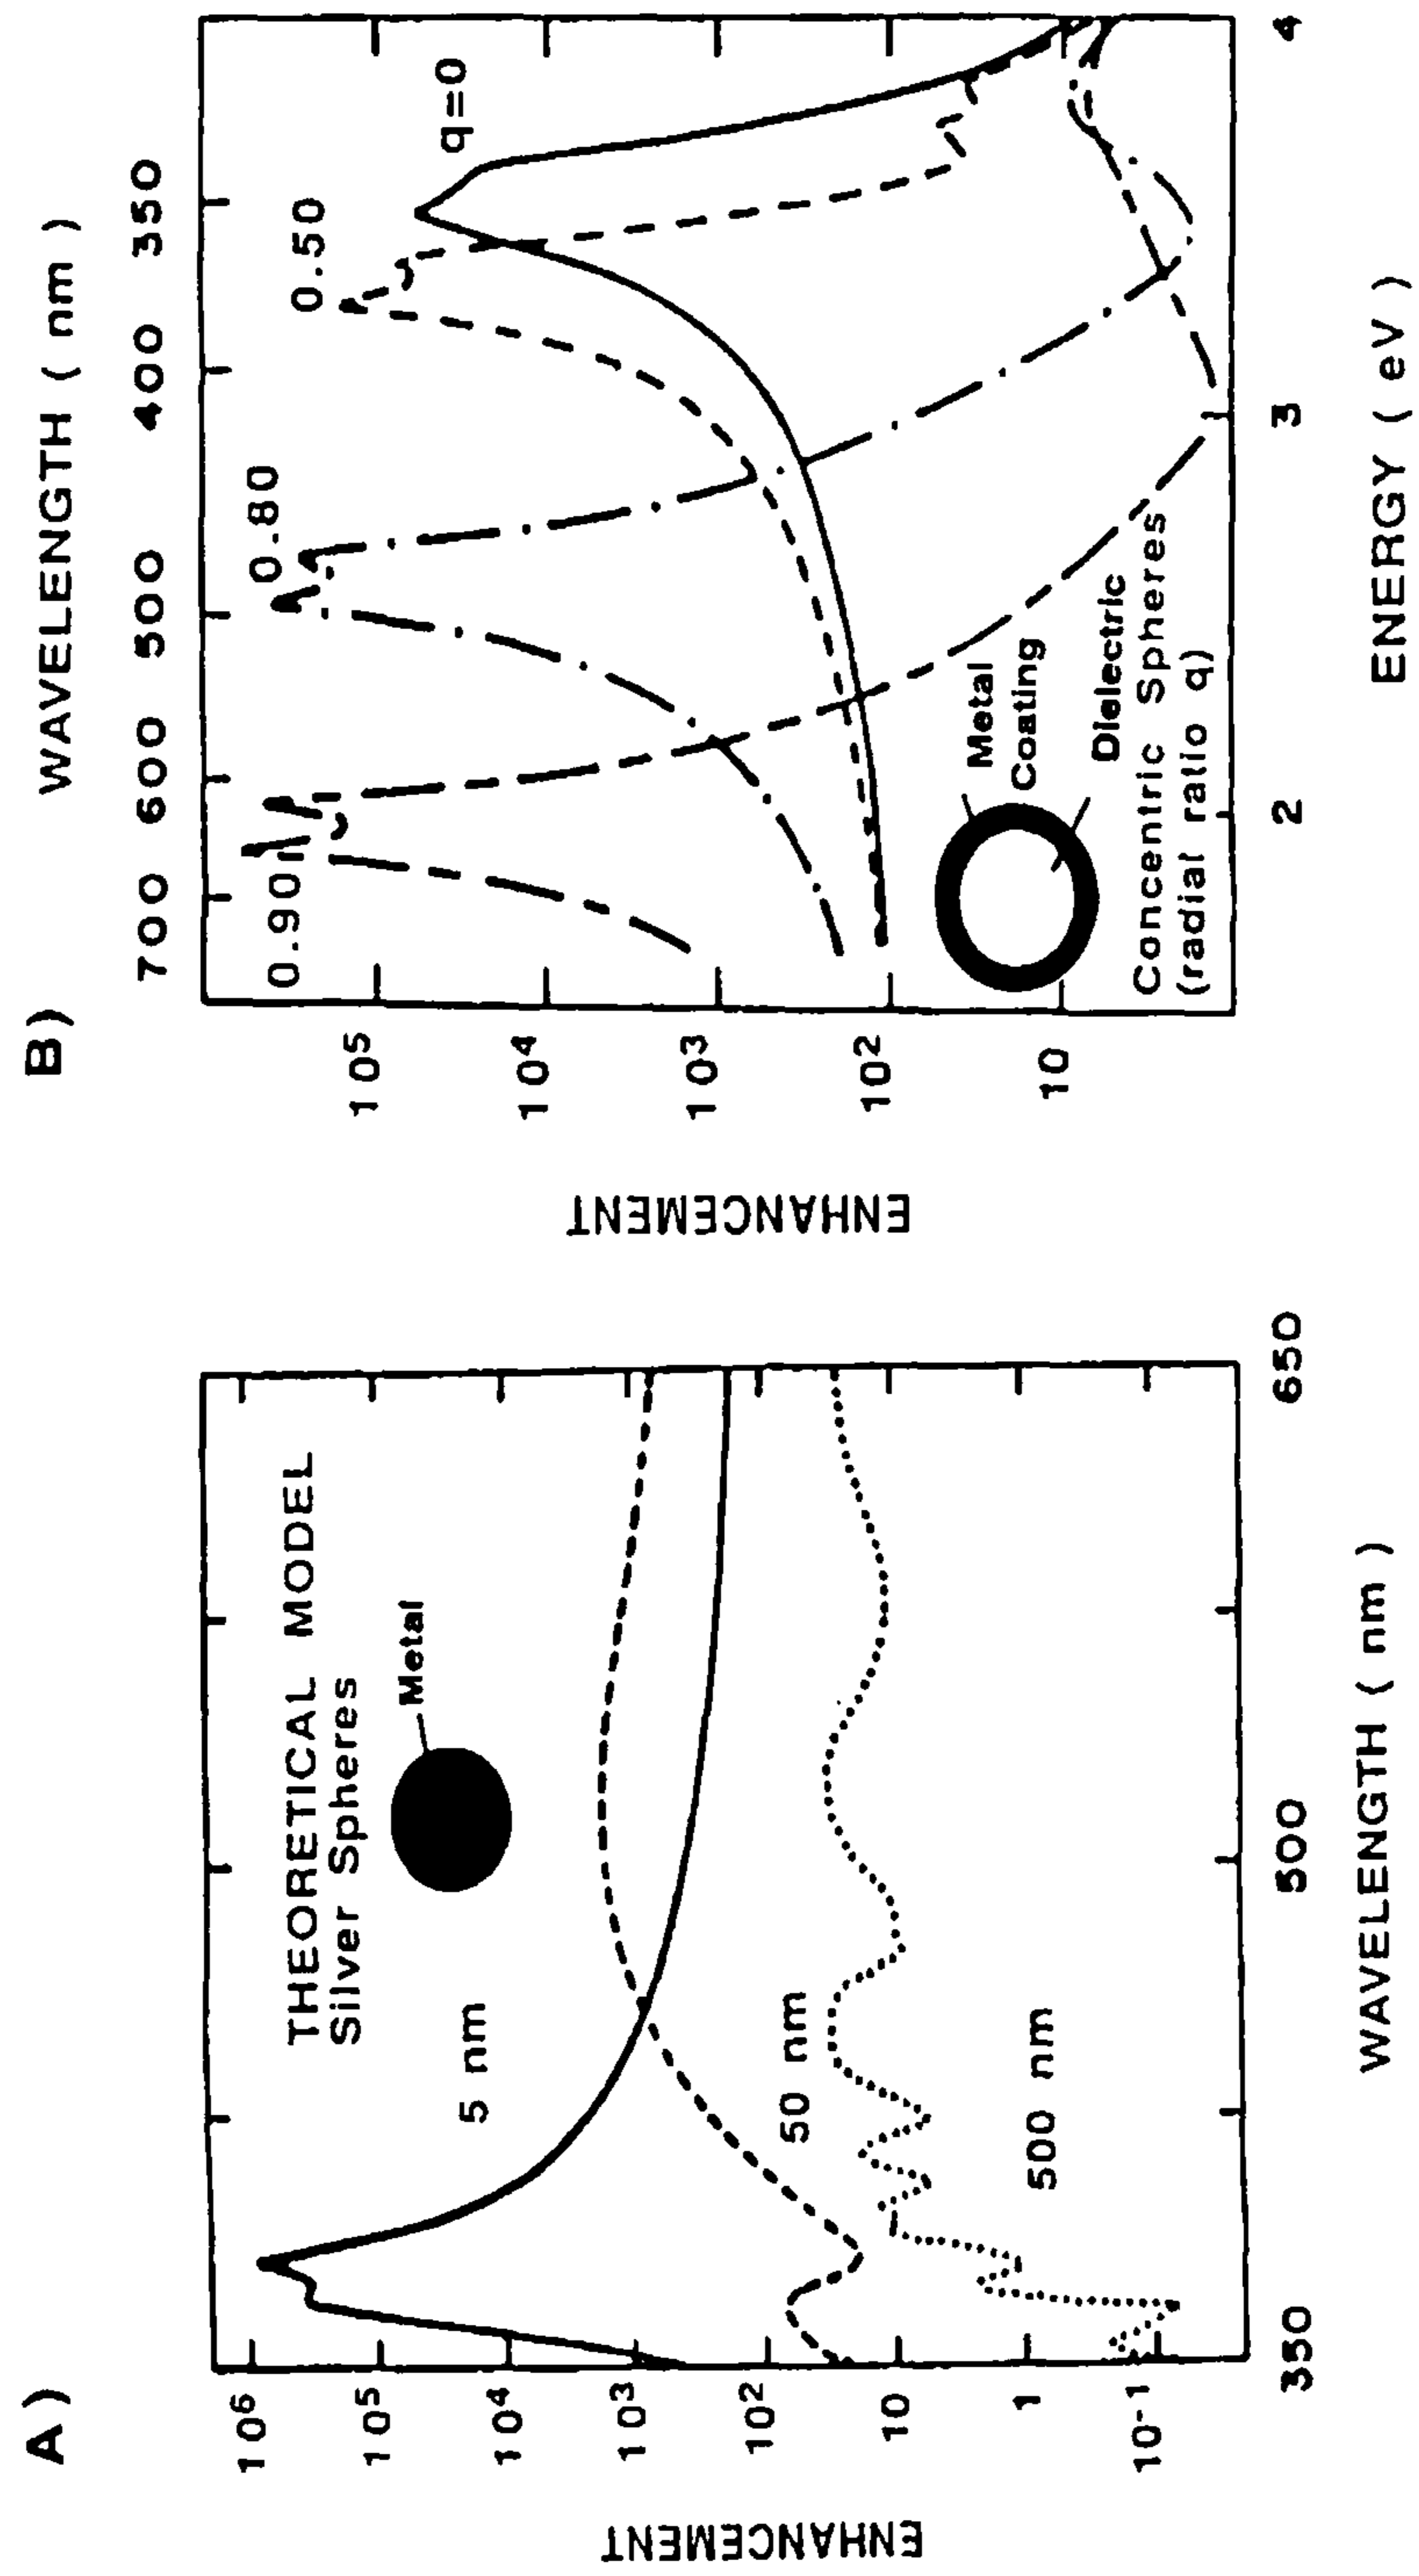 A)
THEORETICAL MODEL
Silver Spheres
Metal
5 nm
50 nm
500 nm
10⁶
10⁵
10⁴
10³
10²
10
1
10⁻¹
ENHANCEMENT
350
500
650
WAVELENGTH ( nm )
B)
WAVELENGTH ( nm )
700
600
500
400
350
0.90
0.80
0.50
q=0
10⁵
10⁴
10³
10²
10
ENHANCEMENT
Metal
Coating
Dielectric
Concentric Spheres
(radial ratio q)
2
3
4
ENERGY ( eV )